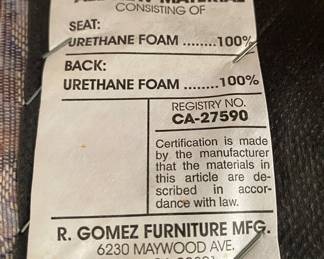 CONSISTING OF
SEAT:
URETHANE FOAM ........100%
BACK:
URETHANE FOAM ........100%
REGISTRY NO.
CA-27590
Certification is made
by the manufacturer
that the materials in
this article are de-
scribed in accor-
dance with law.
R. GOMEZ FURNITURE MFG.
6230 MAYWOOD AVE.